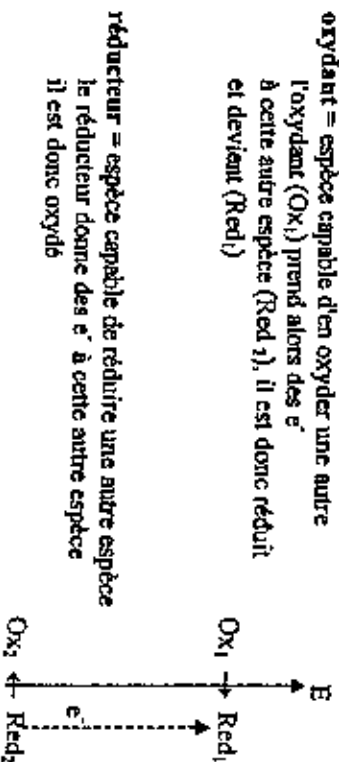 oxydant = espèce capable d'en oxyder une autre
l'oxydant (Ox₁) prend alors des e⁻
à cette autre espèce (Red ₂), il est donc réduit
et devient (Red₁)
réducteur = espèce capable de réduire une autre espèce
le réducteur donne des e⁻ à cette autre espèce
il est donc oxydé
E
Ox₁ Red₁
e⁻
Ox₂ Red₂